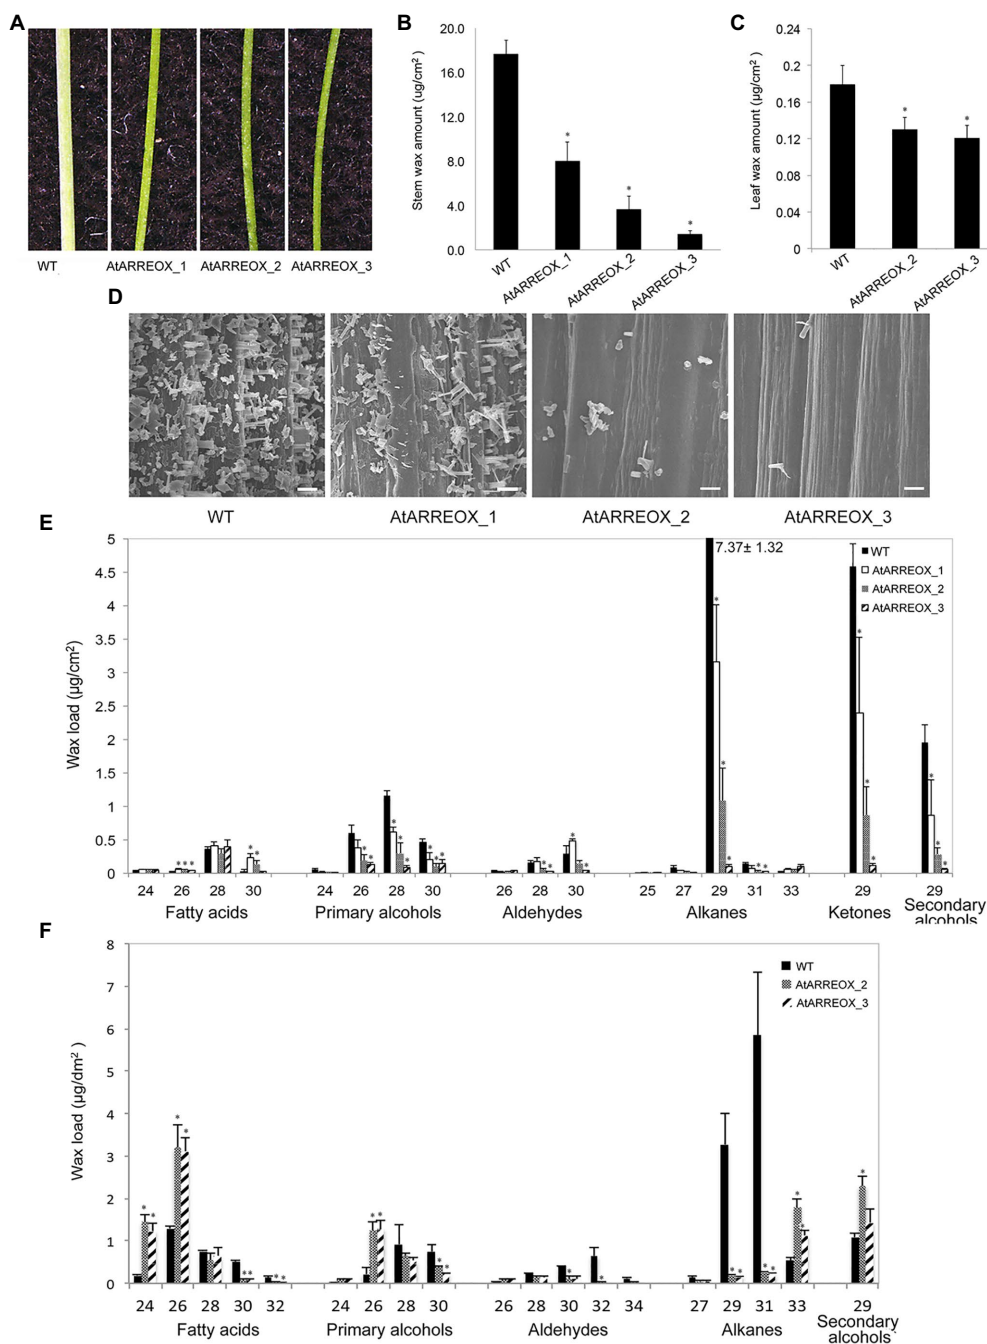 A
WT
AtARREOX_1
AtARREOX_2
AtARREOX_3
B
Stem wax amount (ug/cm²)
20.0
16.0
12.0
8.0
4.0
0.0
*
*
*
WT
AtARREOX_1
AtARREOX_2
AtARREOX_3
C
Leaf wax amount (µg/cm²)
0.24
0.2
0.16
0.12
0.08
0.04
0
*
*
WT
AtARREOX_2
AtARREOX_3
D
WT
AtARREOX_1
AtARREOX_2
AtARREOX_3
E
Wax load (µg/cm²)
5
4.5
4
3.5
3
2.5
2
1.5
1
0.5
0
7.37± 1.32
WT
AtARREOX_1
AtARREOX_2
AtARREOX_3
24 26 28 30 24 26 28 30 26 28 30 25 27 29 31 33 29 29
Fatty acids Primary alcohols Aldehydes Alkanes Ketones Secondary
alcohols
F
Wax load (µg/dm²)
8
7
6
5
4
3
2
1
0
WT
AtARREOX_2
AtARREOX_3
24 26 28 30 32 24 26 28 30 26 28 30 32 34 27 29 31 33 29
Fatty acids Primary alcohols Aldehydes Alkanes Secondary
alcohols